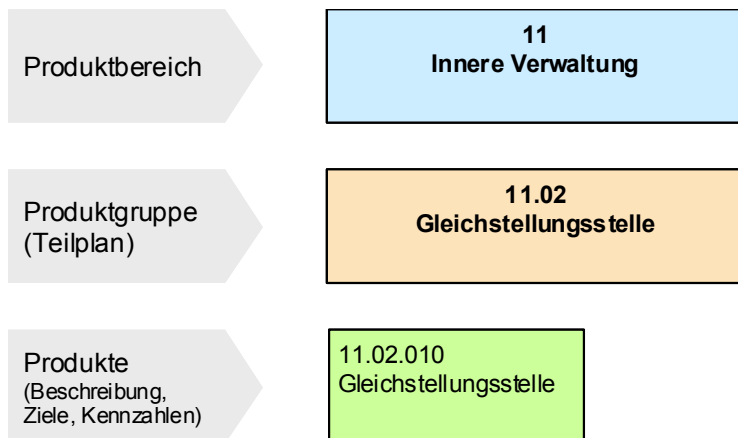 Produktbereich
11
Innere Verwaltung
Produktgruppe
(Teilplan)
11.02
Gleichstellungsstelle
Produkte
(Beschreibung,
Ziele, Kennzahlen)
11.02.010
Gleichstellungsstelle